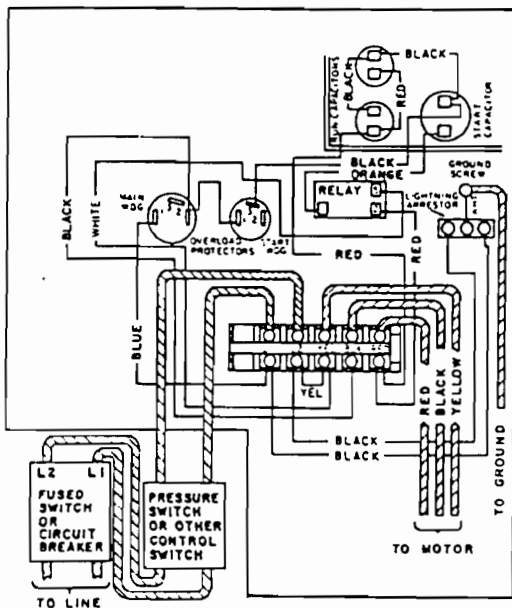 BLACK
RUN CAPACITORS
BLACK
RED
START
CAPACITOR
BLACK
ORANGE
RELAY
GROUND
SCREW
LIGHTNING
ARRESTOR
MAIN
WDG
BLACK
WHITE
OVERLOAD
PROTECTORS
START
WDG
RED
RED
BLUE
YEL
RED
BLACK
YELLOW
BLACK
BLACK
TO GROUND
L2
L1
FUSED
SWITCH
OR
CIRCUIT
BREAKER
PRESSURE
SWITCH
OR OTHER
CONTROL
SWITCH
TO MOTOR
TO LINE